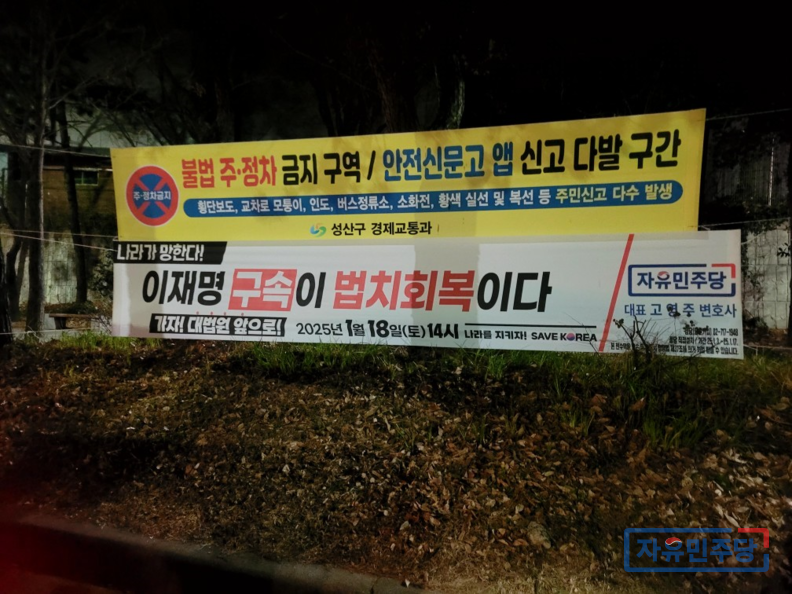 불법 주·정차 금지 구역 / 안전신문고 앱 신고 다발 구간
주·정차금지
횡단보도, 교차로 모퉁이, 인도, 버스정류소, 소화전, 황색 실선 및 복선 등 주민신고 다수 발생
성산구 경제교통과
나라가 망한다!
이재명 구속이 법치회복이다
가자! 대법원 앞으로!
2025년 1월 18일(토) 14시
나라를 지키자! SAVE KOREA
자유민주당
대표 고영주 변호사
자유민주당